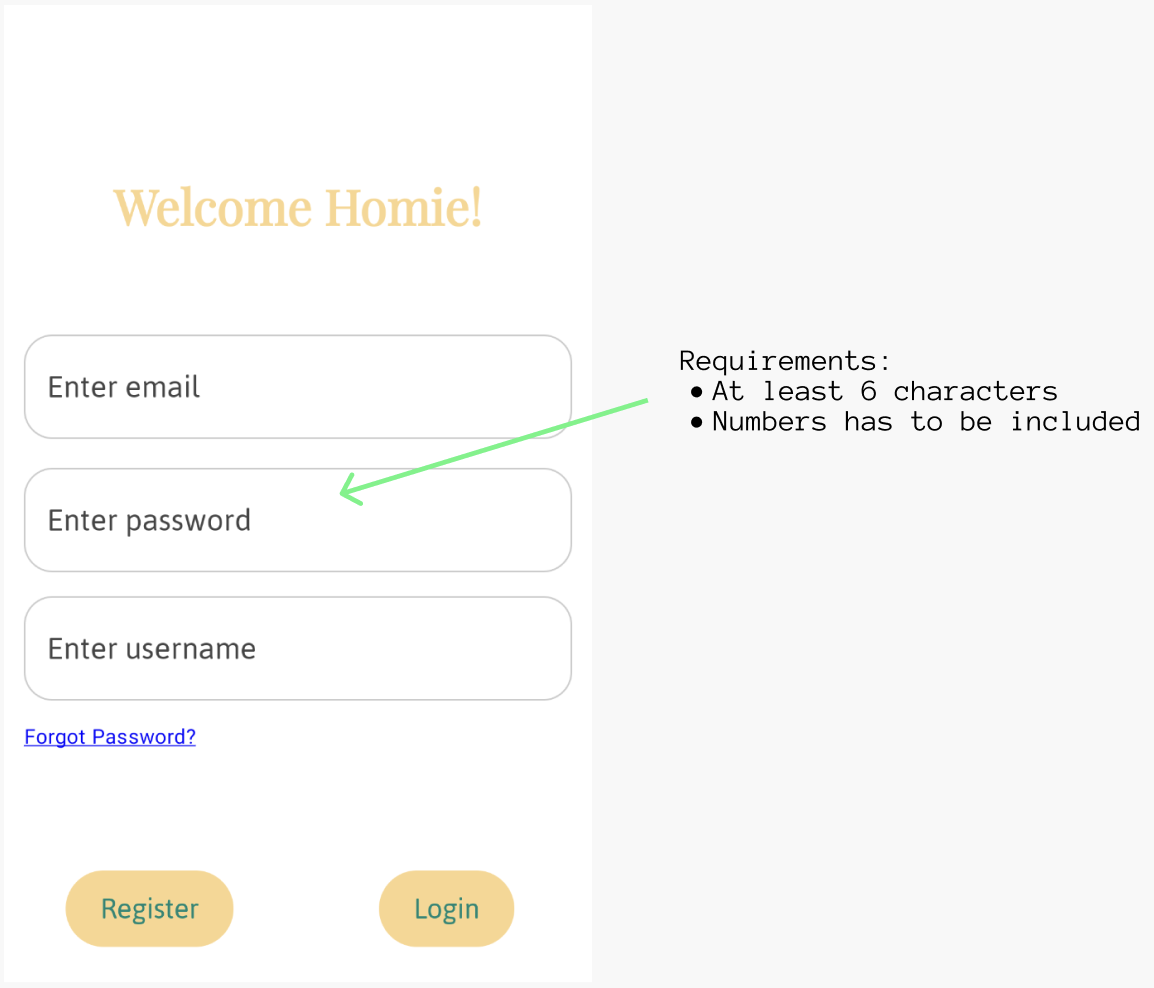 Welcome Homie!
Enter email
Requirements:
• At least 6 characters
• Numbers has to be included
Enter password
Enter username
Forgot Password?
Register
Login